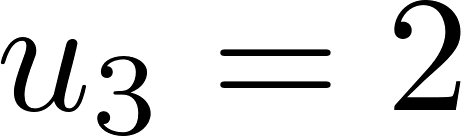 u₃ = 2